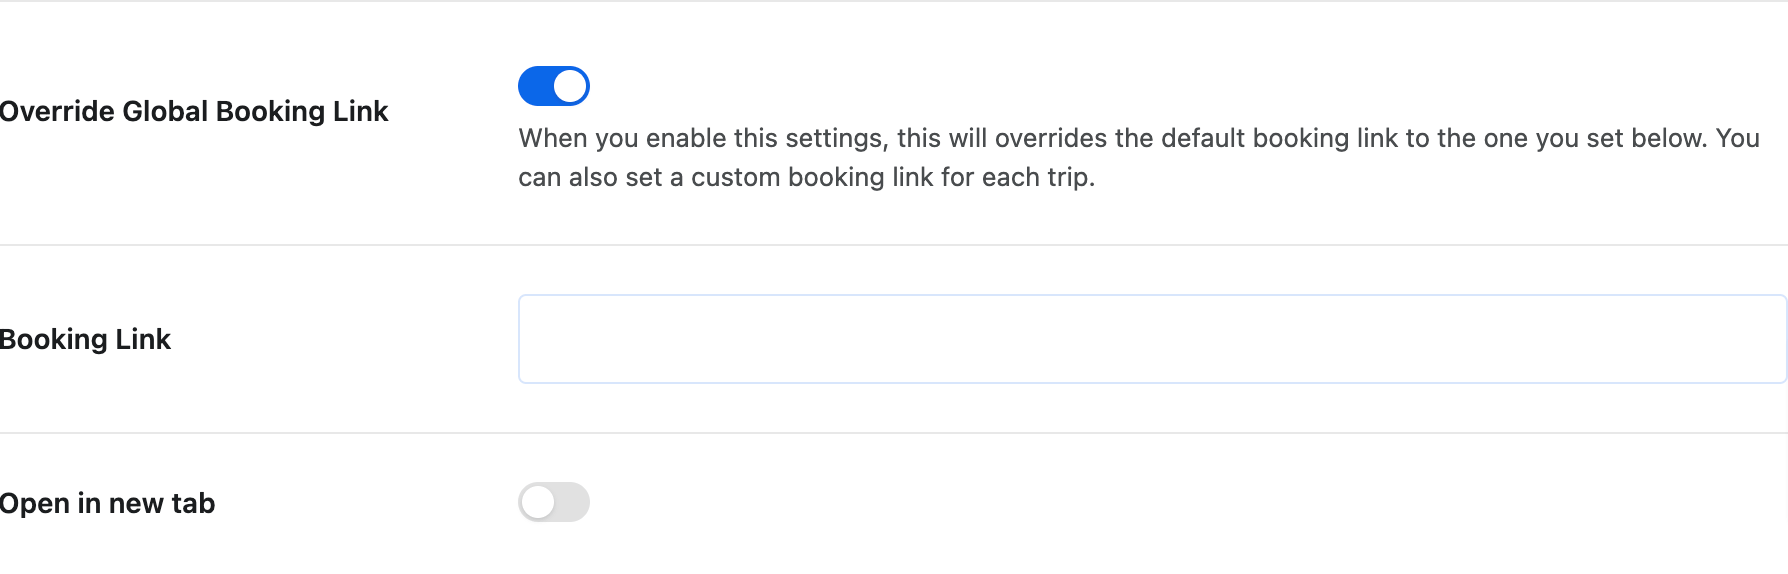 Override Global Booking Link
When you enable this settings, this will overrides the default booking link to the one you set below. You
can also set a custom booking link for each trip.
Booking Link
Open in new tab